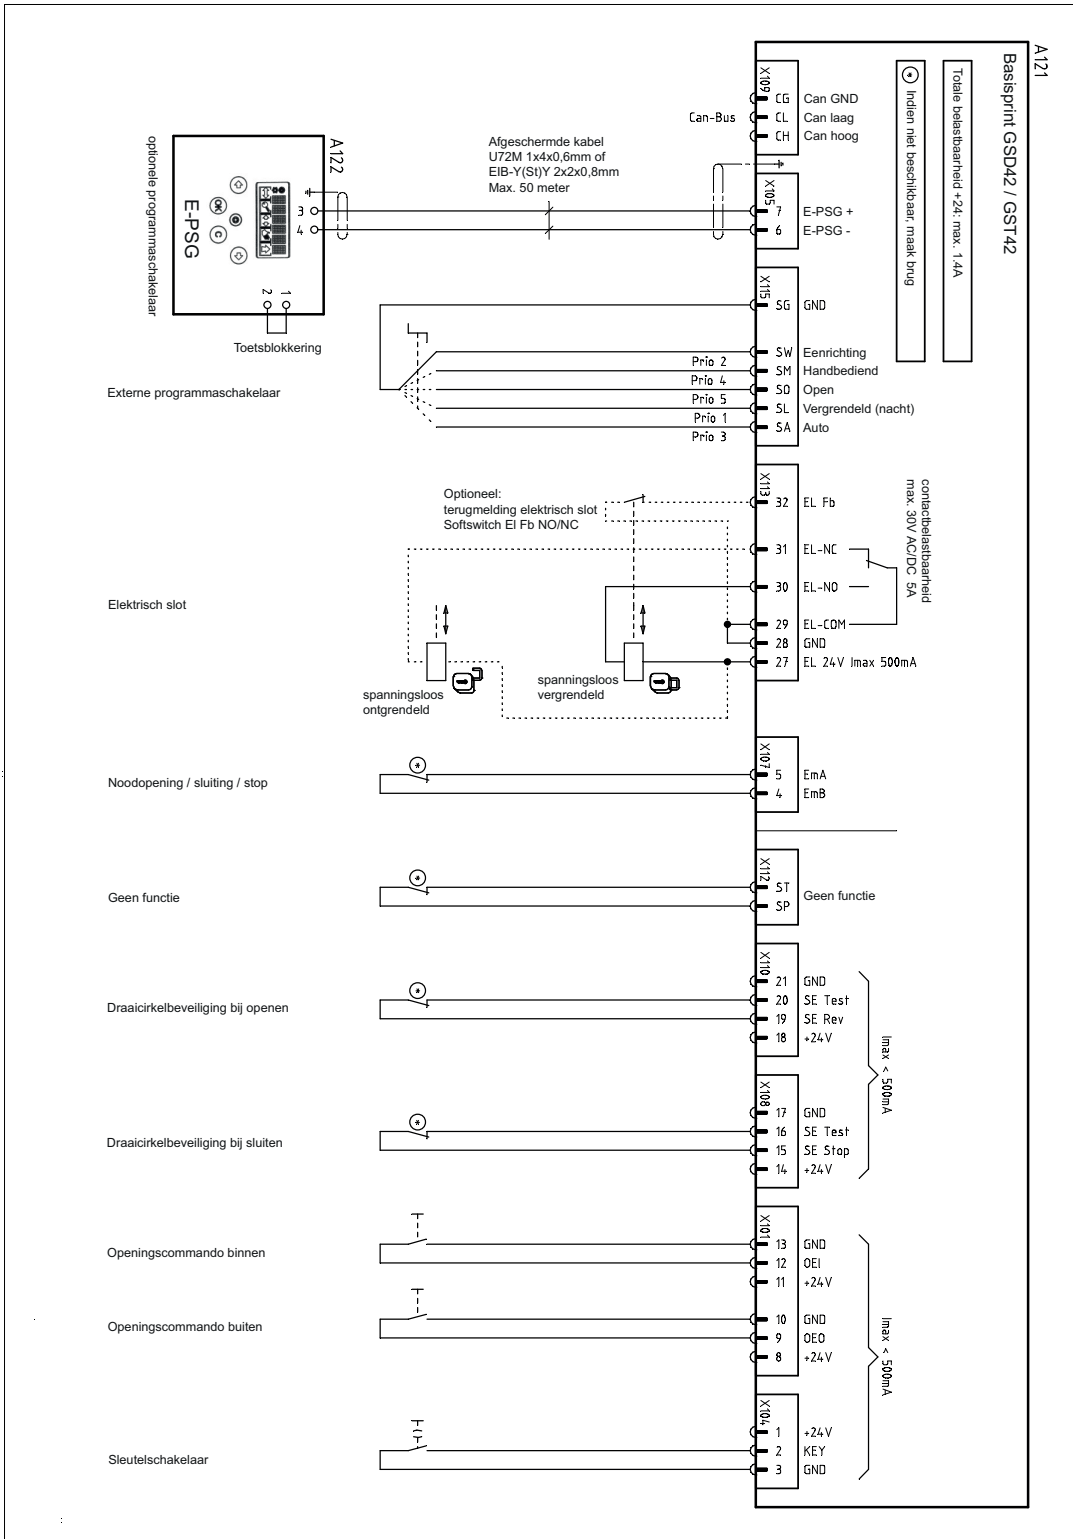 A121
Basisprint GSD42 / GST42
Totale belastbaarheid +24: max. 1.4A
* Indien niet beschikbaar, maak brug
X109
CG Can GND
Can-Bus CL Can laag
CH Can hoog
A122
optionele programmaschakelaar
E-PSG
OK
C
3
4
2 1
Toetsblokkering
Afgeschermde kabel
U72M 1x4x0,6mm of
EIB-Y(St)Y 2x2x0,8mm
Max. 50 meter
X105
7 E-PSG +
6 E-PSG -
Externe programmaschakelaar
X115
SG GND
SW Eenrichting
Prio 2
SM Handbediend
Prio 4
SO Open
Prio 5
SL Vergrendeld (nacht)
Prio 1
SA Auto
Prio 3
Elektrisch slot
Optioneel:
terugmelding elektrisch slot
Softswitch El Fb NO/NC
X113
32 EL Fb
31 EL-NC
30 EL-NO
29 EL-COM
28 GND
27 EL 24V Imax 500mA
contactbelastbaarheid
max. 30V AC/DC 5A
spanningsloos
ontgrendeld
spanningsloos
vergrendeld
Noodopening / sluiting / stop
*
X107
5 EmA
4 EmB
Geen functie
*
X112
ST
SP
Geen functie
Draaicirkelbeveiliging bij openen
*
X110
21 GND
20 SE Test
19 SE Rev
18 +24V
Imax < 500mA
Draaicirkelbeveiliging bij sluiten
*
X108
17 GND
16 SE Test
15 SE Stop
14 +24V
Openingscommando binnen
X101
13 GND
12 OEI
11 +24V
Openingscommando buiten
10 GND
9 OEO
8 +24V
Imax < 500mA
Sleutelschakelaar
X104
1 +24V
2 KEY
3 GND